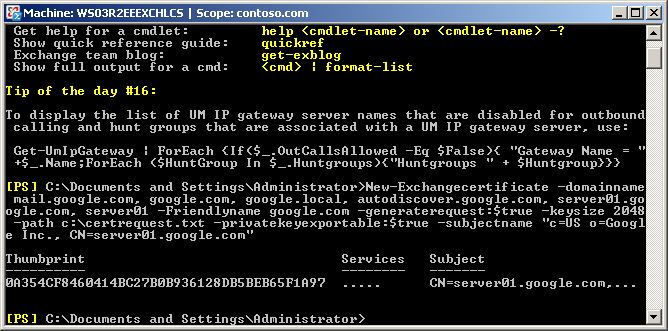 Machine: WS03R2EEEXCHLCS | Scope: contoso.com
Get help for a cmdlet: help <cmdlet-name> or <cmdlet-name> -?
Show quick reference guide: quickref
Exchange team blog: get-exblog
Show full output for a cmd: <cmd> | format-list
Tip of the day #16:
To display the list of UM IP gateway server names that are disabled for outbound
calling and hunt groups that are associated with a UM IP gateway server, use:
Get-UmIpGateway | ForEach {If($_.OutCallsAllowed -Eq $False){ "Gateway Name = "
+$_.Name;ForEach ($HuntGroup In $_.Huntgroups){"Huntgroups " + $Huntgroup}}}
[PS] C:\Documents and Settings\Administrator>New-Exchangecertificate -domainname
mail.google.com, google.com, google.local, autodiscover.google.com, server01.go
ogle.com, server01 -Friendlyname google.com -generaterequest:$true -keysize 2048
-path c:\certrequest.txt -privatekeyexportable:$true -subjectname "c=US o=Googl
e Inc., CN=server01.google.com"
Thumbprint Services Subject
---------- -------- -------
0A354CF8460414BC27B0B936128DB5BEB65F1A97 ..... CN=server01.google.com,...
[PS] C:\Documents and Settings\Administrator>